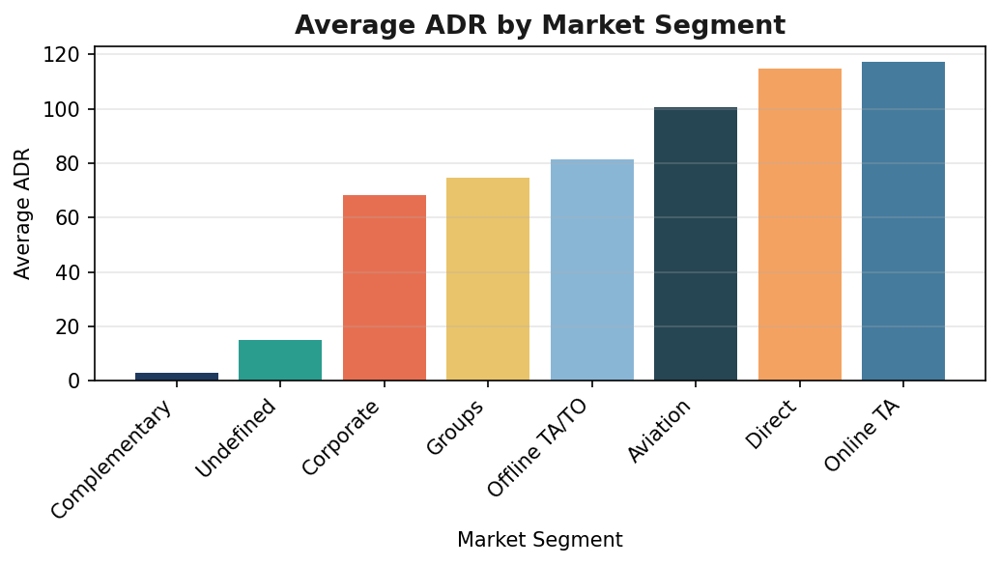 Average ADR by Market Segment
Average ADR
120
100
80
60
40
20
0
Complementary
Undefined
Corporate
Groups
Offline TA/TO
Aviation
Direct
Online TA
Market Segment